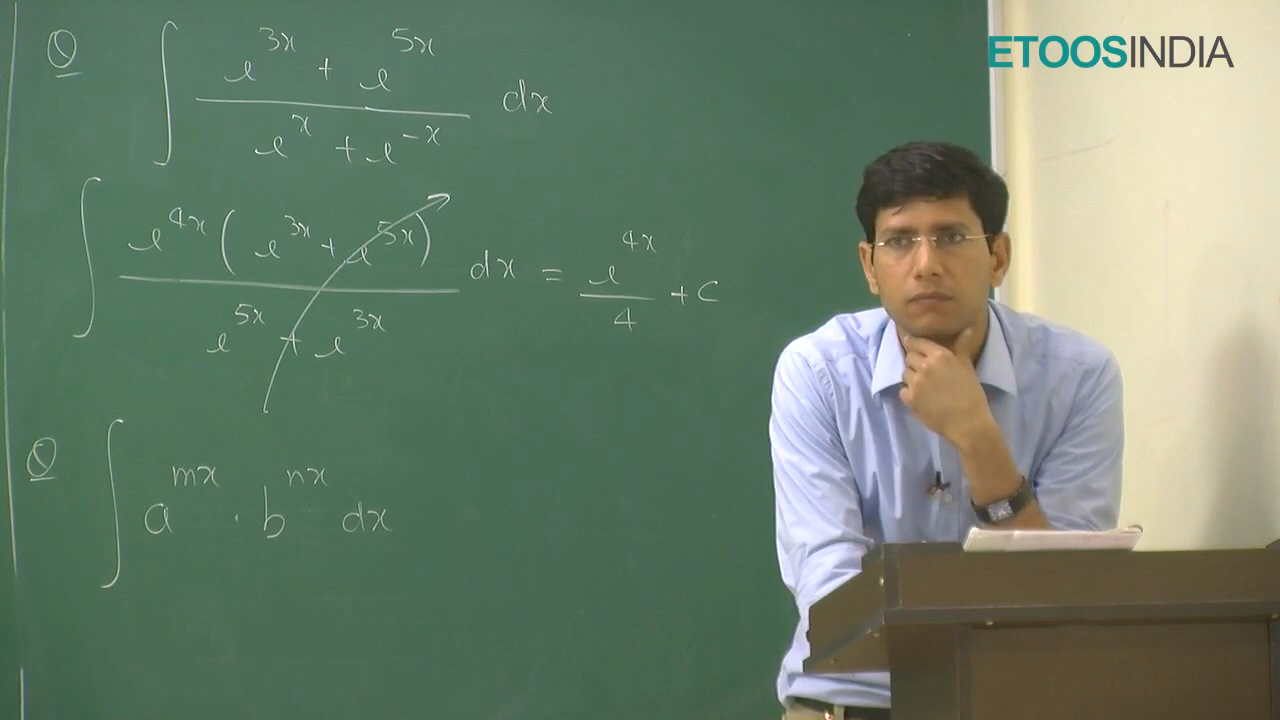 ETOOSINDIA
Q ∫ (e^{3x} + e^{5x}) / (e^{x} + e^{-x}) dx
∫ e^{4x}(e^{3x} + e^{5x}) / (e^{5x} + e^{3x}) dx = e^{4x} / 4 + c
Q ∫ a^{mx} · b^{nx} dx